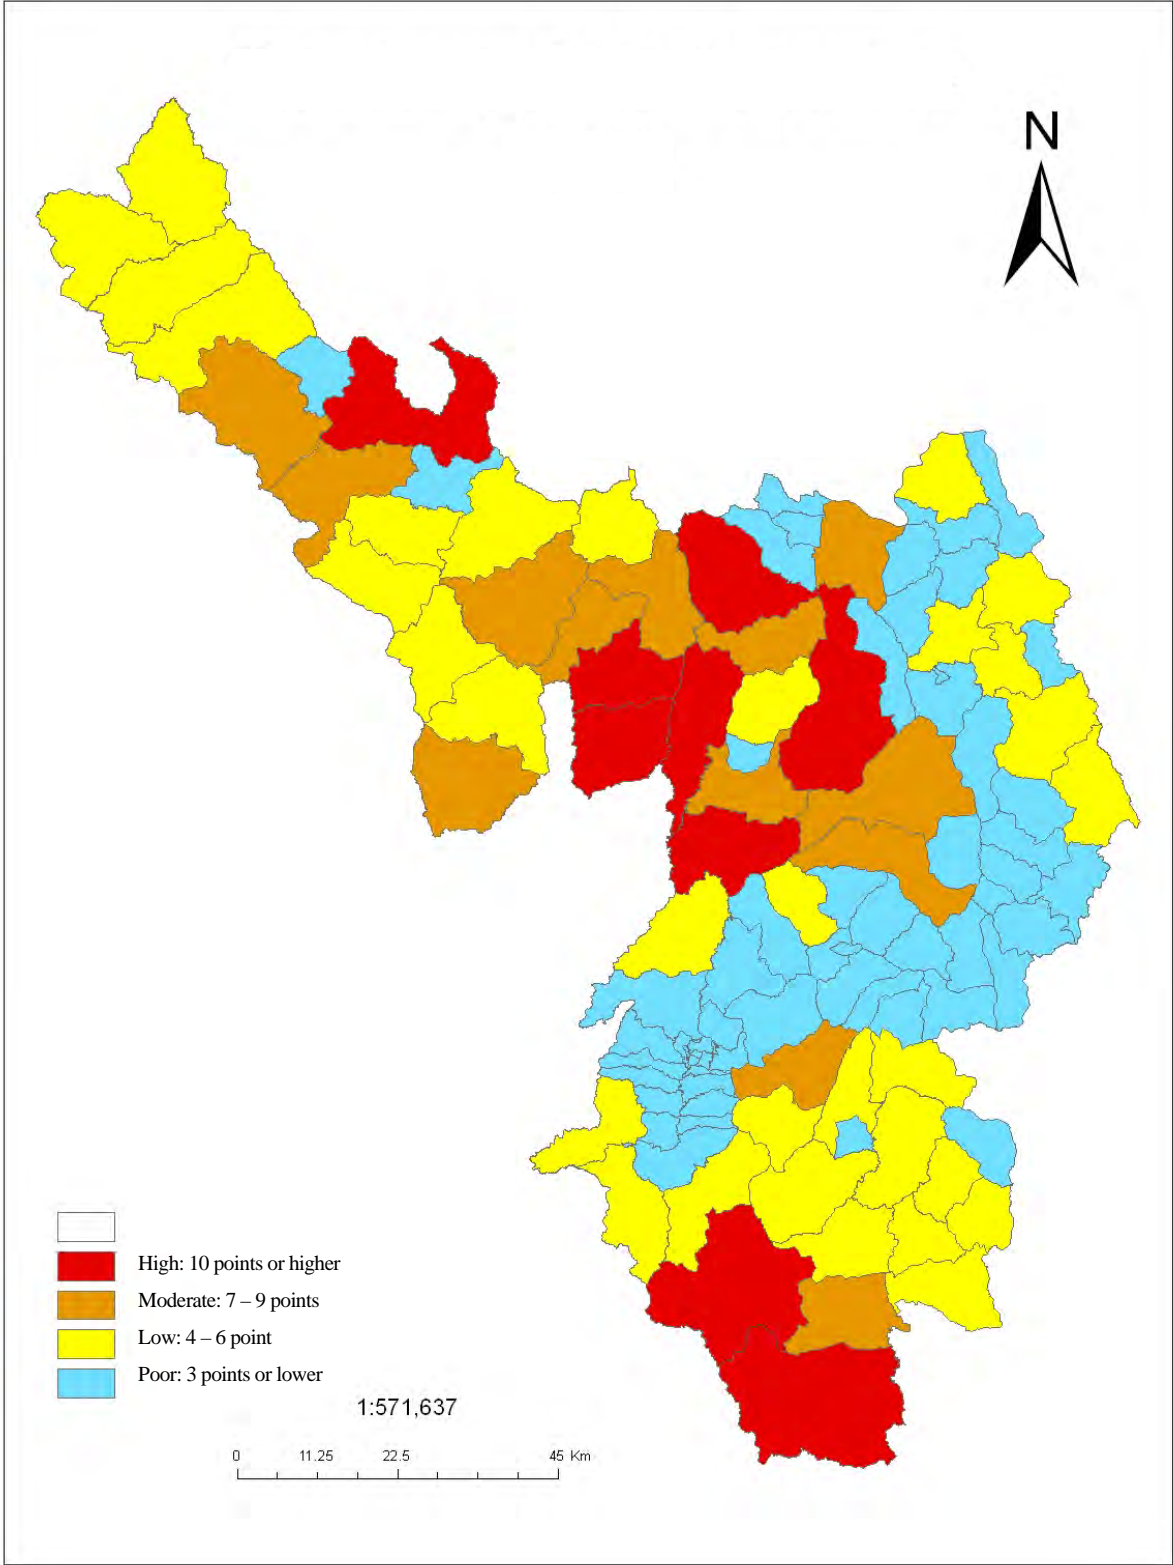 N
High: 10 points or higher
Moderate: 7 – 9 points
Low: 4 – 6 point
Poor: 3 points or lower
1:571,637
0 11.25 22.5 45 Km